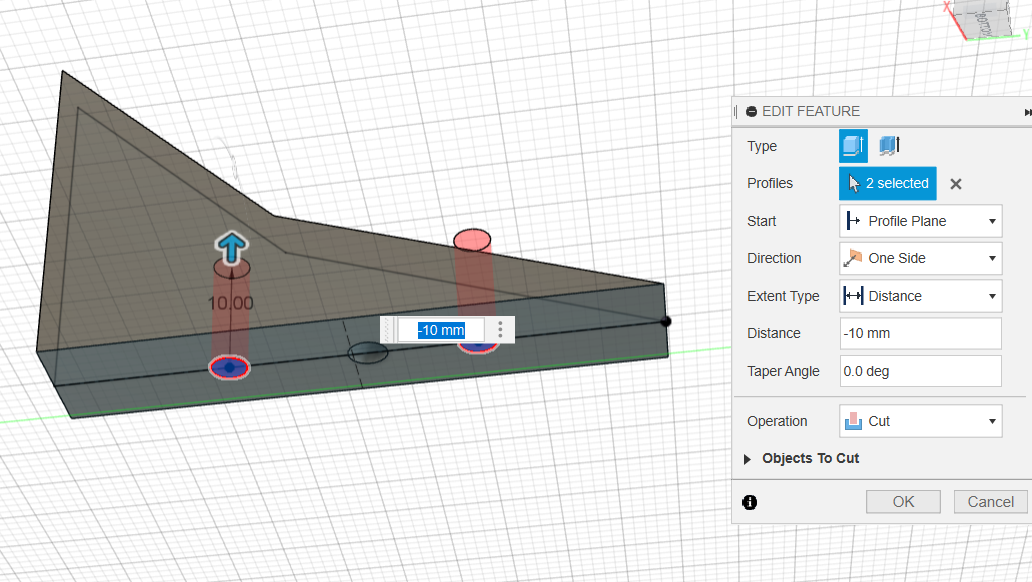 X
BOTTOM
Y
EDIT FEATURE
Type
Profiles
2 selected
Start
Profile Plane
Direction
One Side
10.00
Extent Type
Distance
-10 mm
Distance
-10 mm
Taper Angle
0.0 deg
Operation
Cut
Objects To Cut
OK
Cancel